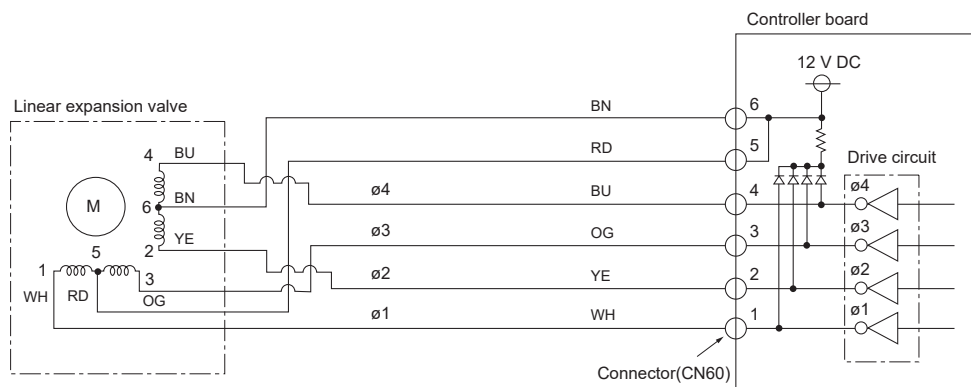 Controller board
12 V DC
Linear expansion valve
BN
6
RD
5
4
BU
Drive circuit
M
6
BN
ø4
BU
4
ø4
2
YE
ø3
OG
3
ø3
5
1
3
WH
RD
OG
ø2
YE
2
ø2
ø1
WH
1
ø1
Connector(CN60)